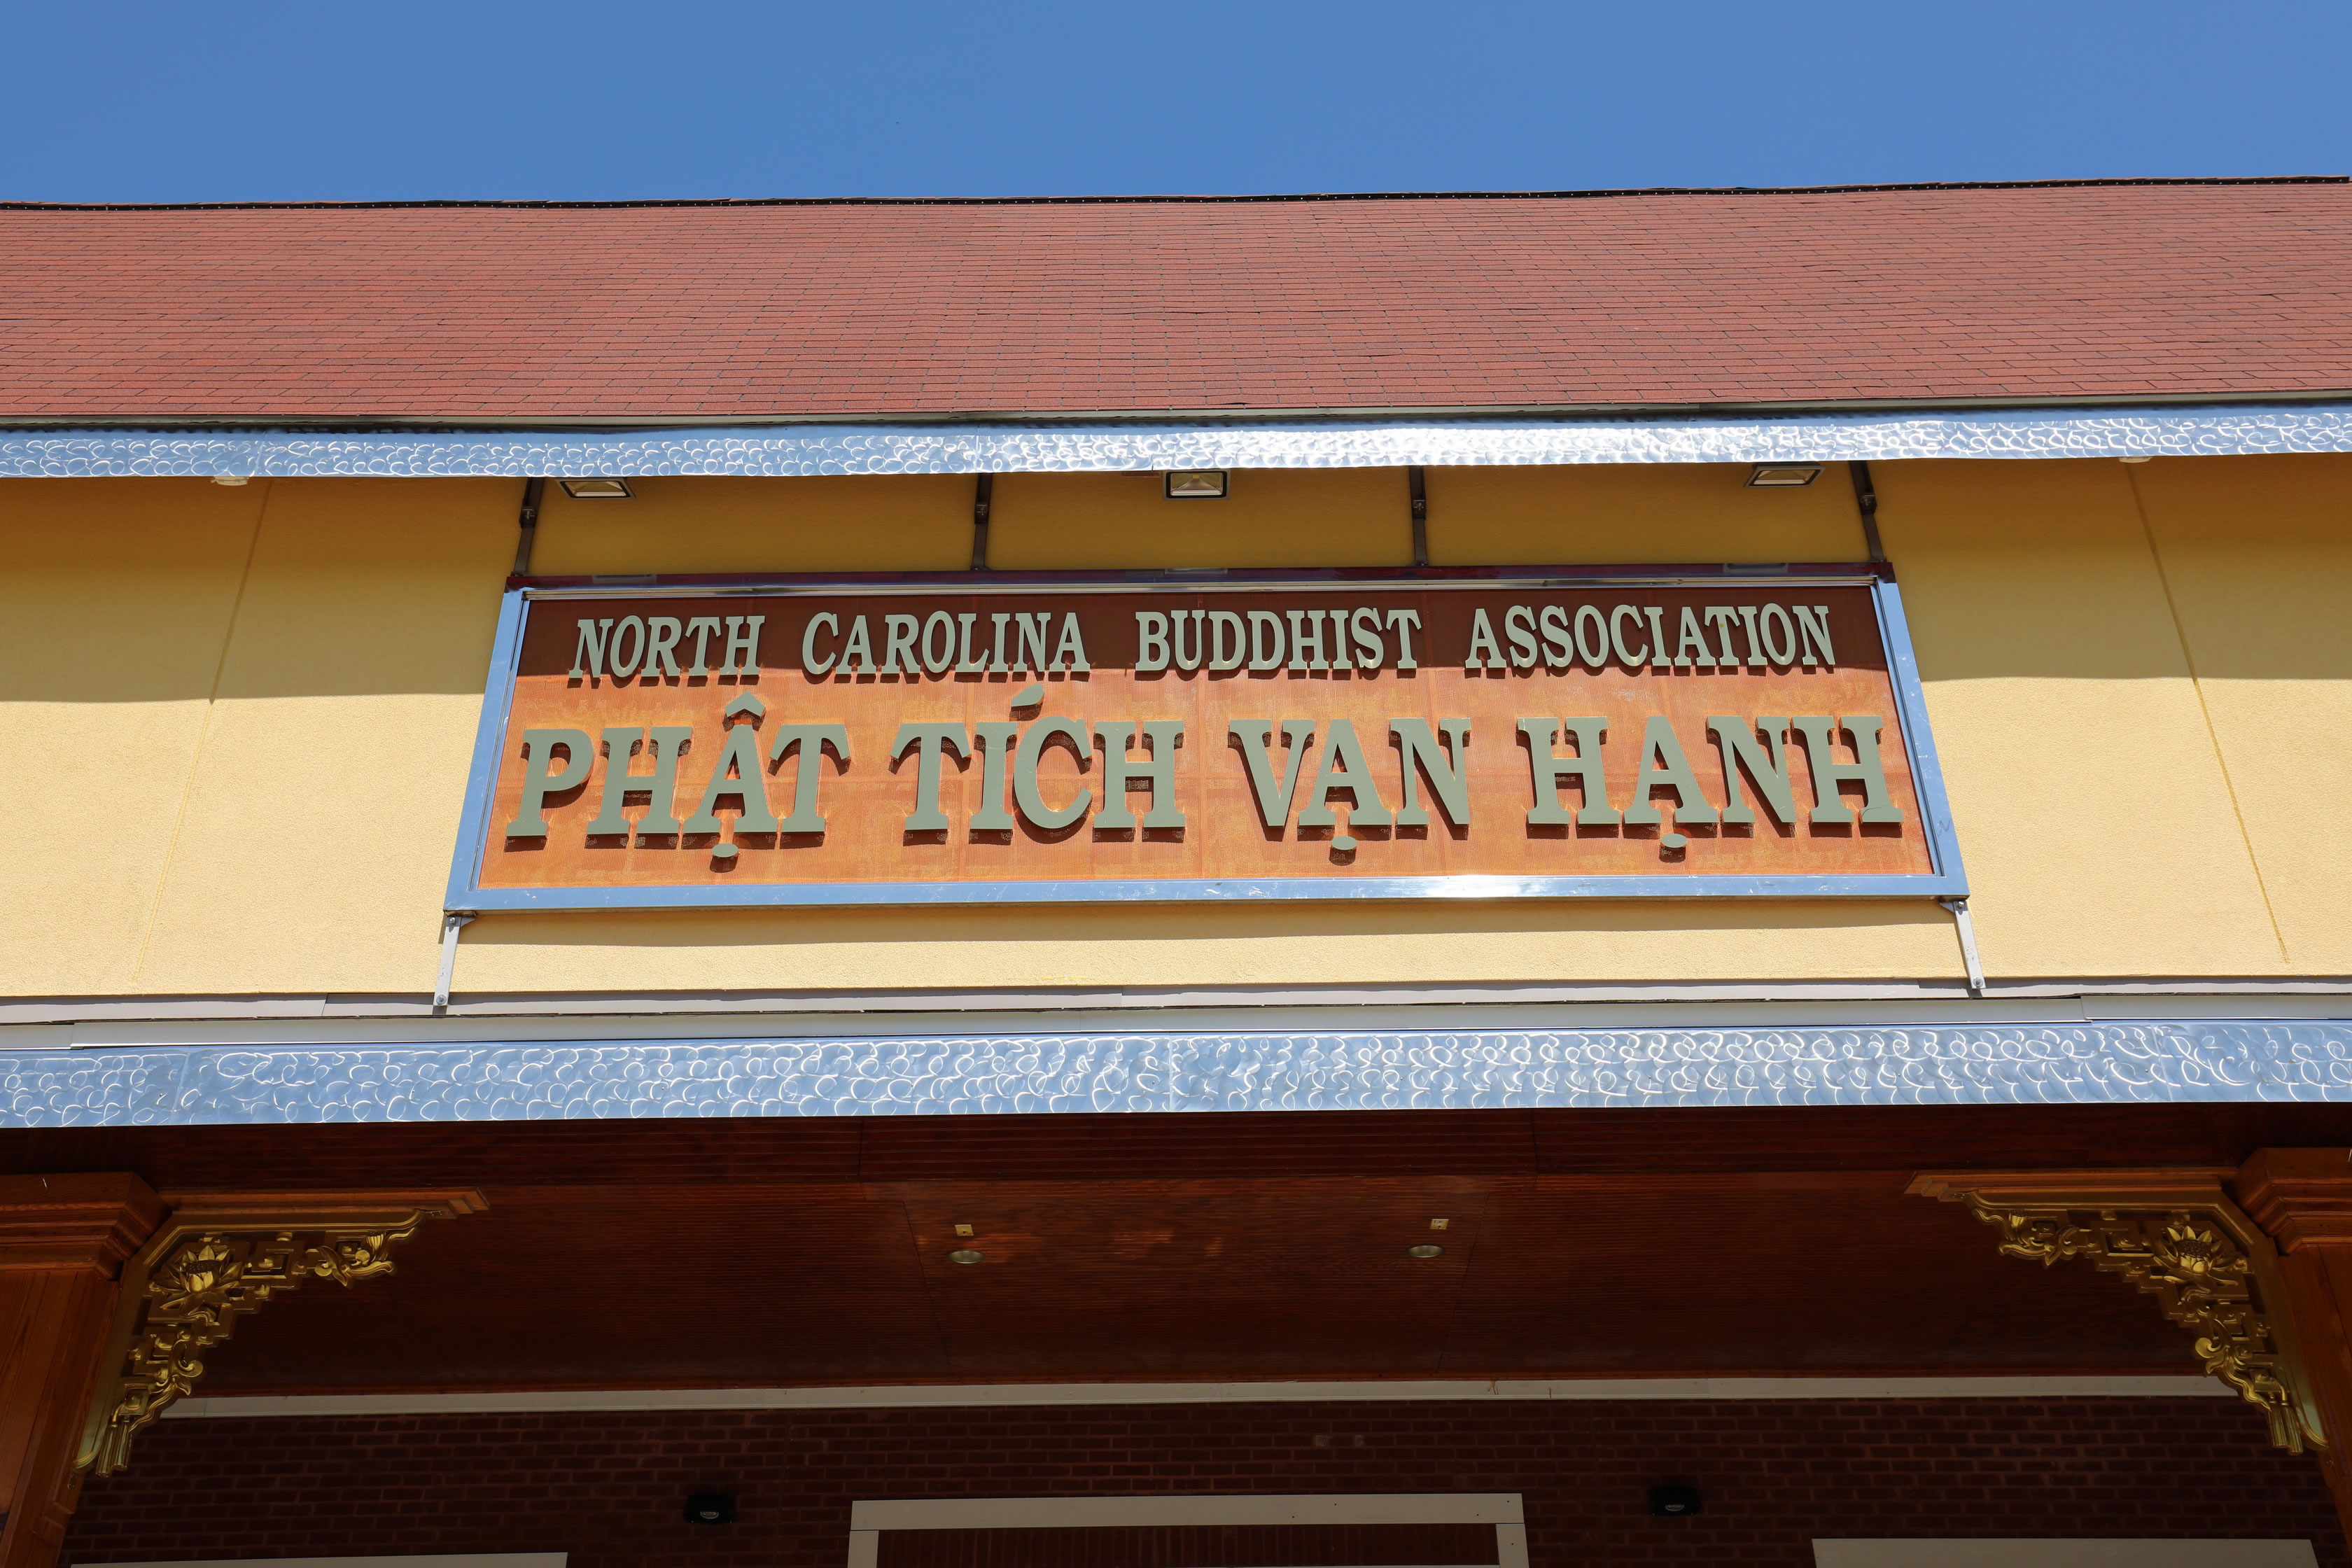 NORTH CAROLINA BUDDHIST ASSOCIATION
PHẬT TÍCH VẠN HẠNH